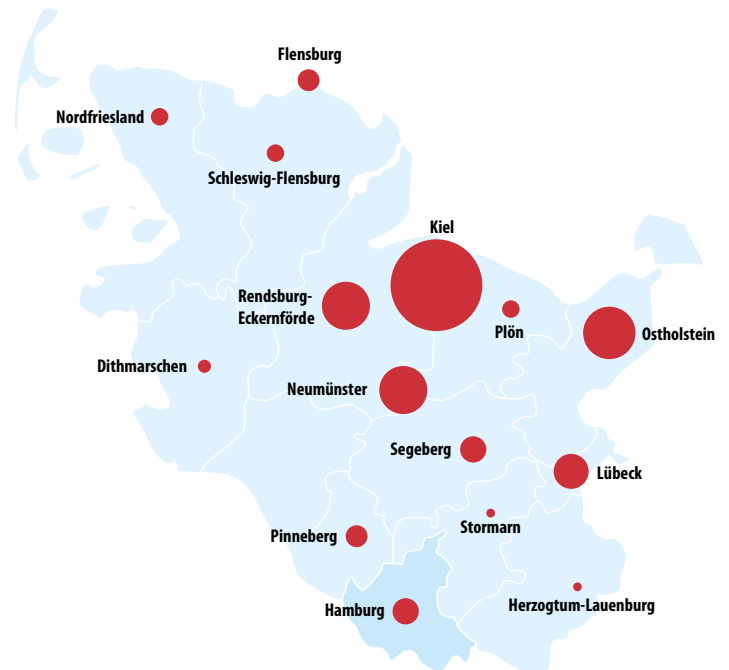 Flensburg
Nordfriesland
Schleswig-Flensburg
Kiel
Rendsburg-
Eckernförde
Plön
Ostholstein
Dithmarschen
Neumünster
Segeberg
Lübeck
Stormarn
Pinneberg
Herzogtum-Lauenburg
Hamburg